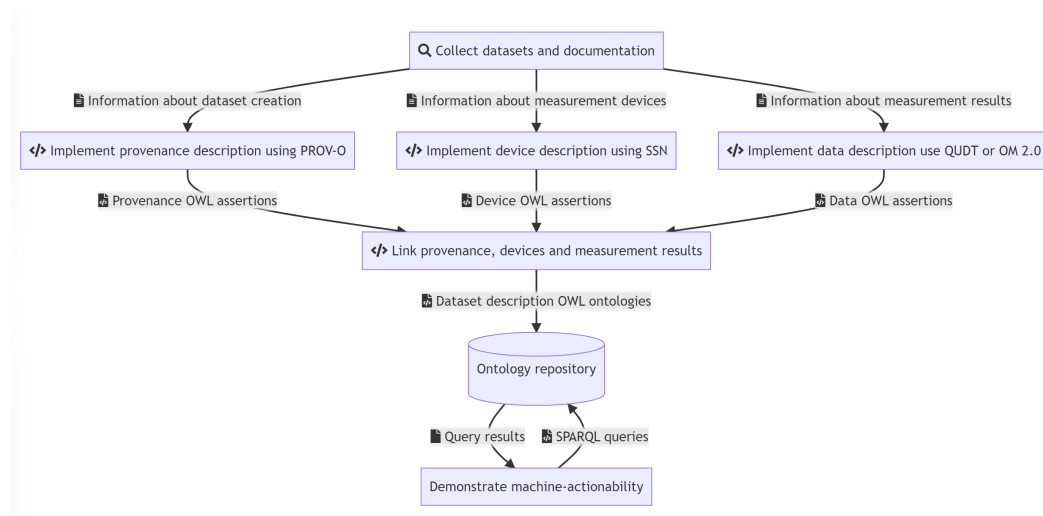 Collect datasets and documentation
Information about dataset creation
Information about measurement devices
Information about measurement results
</> Implement provenance description using PROV-O
</> Implement device description using SSN
</> Implement data description use QUDT or OM 2.0
Provenance OWL assertions
Device OWL assertions
Data OWL assertions
</> Link provenance, devices and measurement results
Dataset description OWL ontologies
Ontology repository
Query results
SPARQL queries
Demonstrate machine-actionability